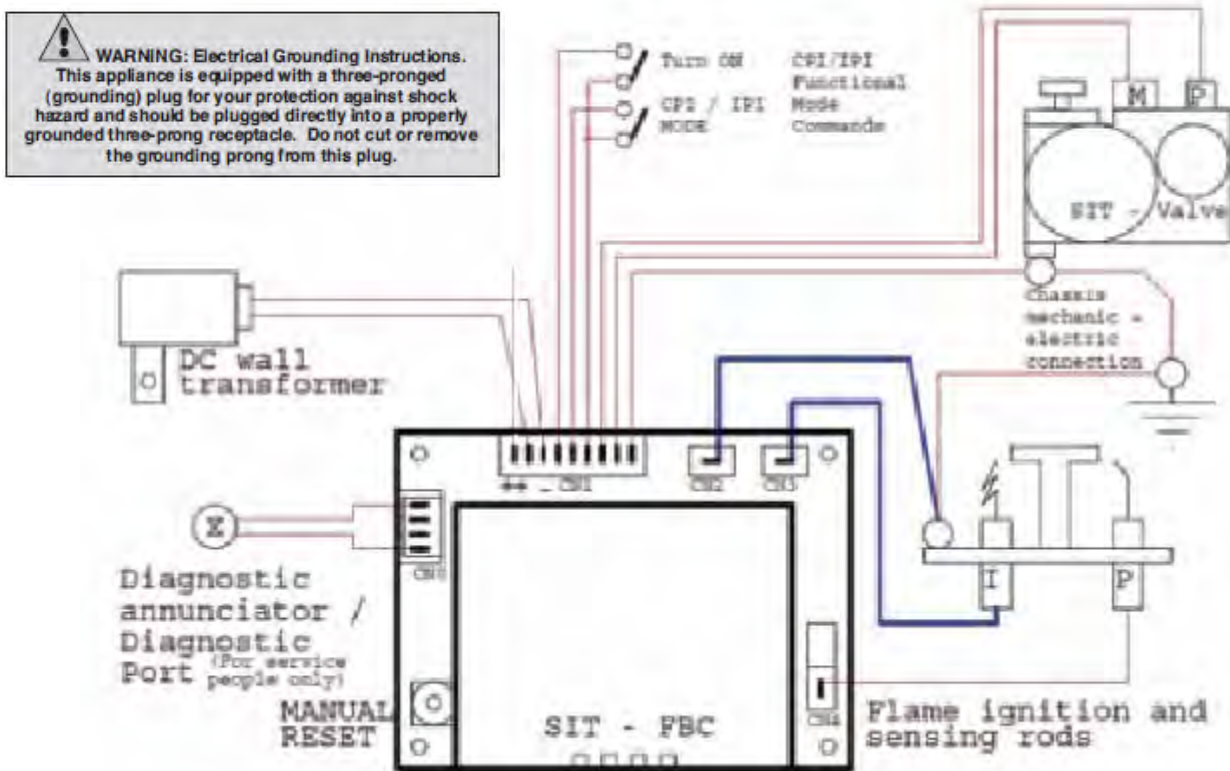 WARNING: Electrical Grounding Instructions.
This appliance is equipped with a three-pronged
(grounding) plug for your protection against shock
hazard and should be plugged directly into a properly
grounded three-prong receptacle. Do not cut or remove
the grounding prong from this plug.
Turn ON CPI/IPI
Functional
CPI / IPI Mode
MODE Commands
M P
SIT - Valve
Chassis
mechanic -
electric
connection
DC wall
transformer
++ - CN1 CN2 CN3
Diagnostic
annunciator /
Diagnostic
Port (For service
people only)
I P
MANUAL
RESET
SIT - FBC
CN4
Flame ignition and
sensing rods